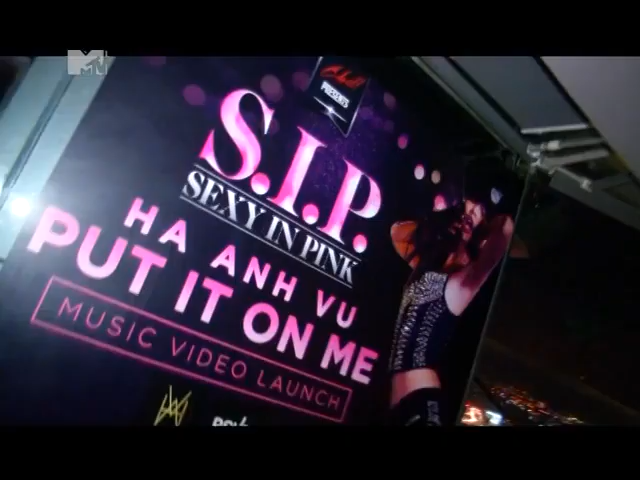 MTV
PRESENTS
S.I.P.
SEXY IN PINK
HA ANH VU
PUT IT ON ME
MUSIC VIDEO LAUNCH